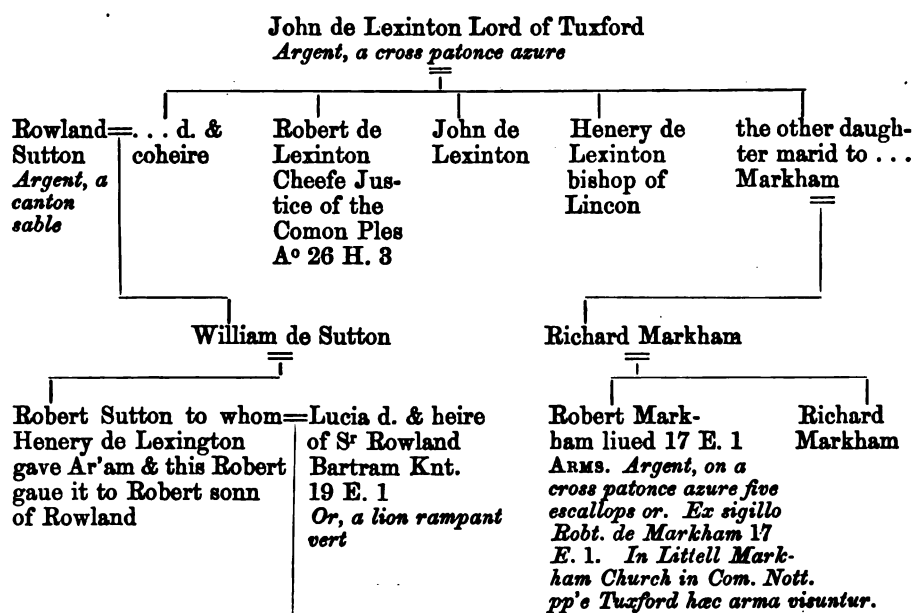 John de Lexinton Lord of Tuxford
Argent, a cross patonce azure
Rowland=. . . d. &
Sutton coheire
Argent, a
canton
sable
Robert de
Lexinton
Cheefe Jus-
tice of the
Comon Ples
Aº 26 H. 3
John de
Lexinton
Henery de
Lexinton
bishop of
Lincon
the other daugh-
ter marid to . . .
Markham
William de Sutton
Richard Markham
Robert Sutton to whom=
Henery de Lexington
gave Ar'am & this Robert
gaue it to Robert sonn
of Rowland
Lucia d. & heire
of Sʳ Rowland
Bartram Knt.
19 E. 1
Or, a lion rampant
vert
Robert Mark-
ham liued 17 E. 1
ARMS. Argent, on a
cross patonce azure five
escallops or. Ex sigillo
Robt. de Markham 17
E. 1. In Littell Mark-
ham Church in Com. Nott.
pp'e Tuxford hæc arma visuntur.
Richard
Markham